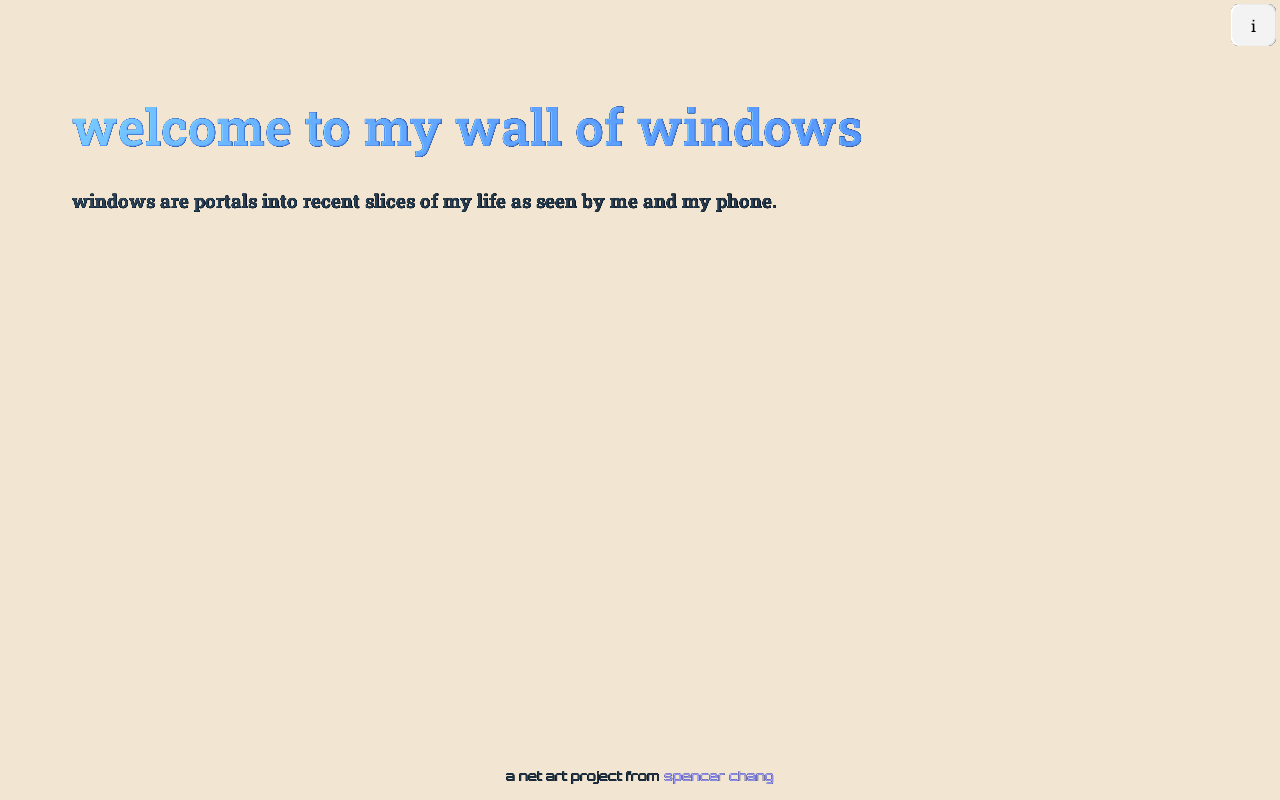 i
welcome to my wall of windows
windows are portals into recent slices of my life as seen by me and my phone.
a net art project from spencer chang